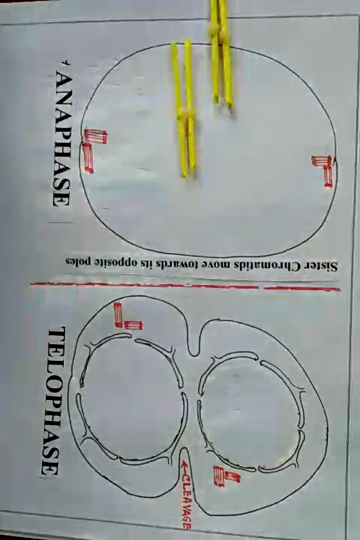 ANAPHASE
Sister Chromatids move towards its opposite poles
TELOPHASE
CLEAVAGE